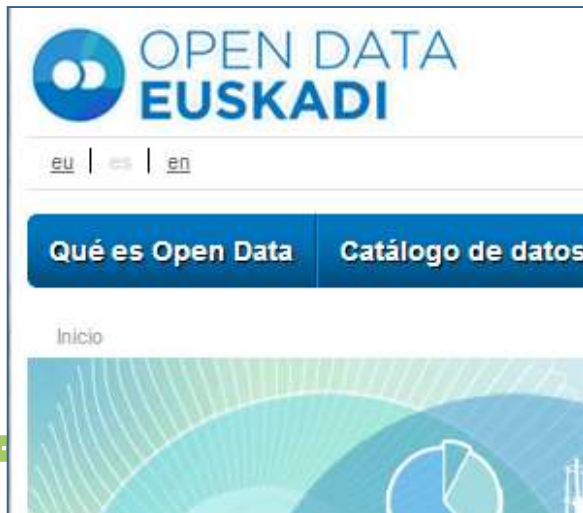 OPEN DATA
EUSKADI
eu | es | en
Qué es Open Data Catálogo de datos
Inicio